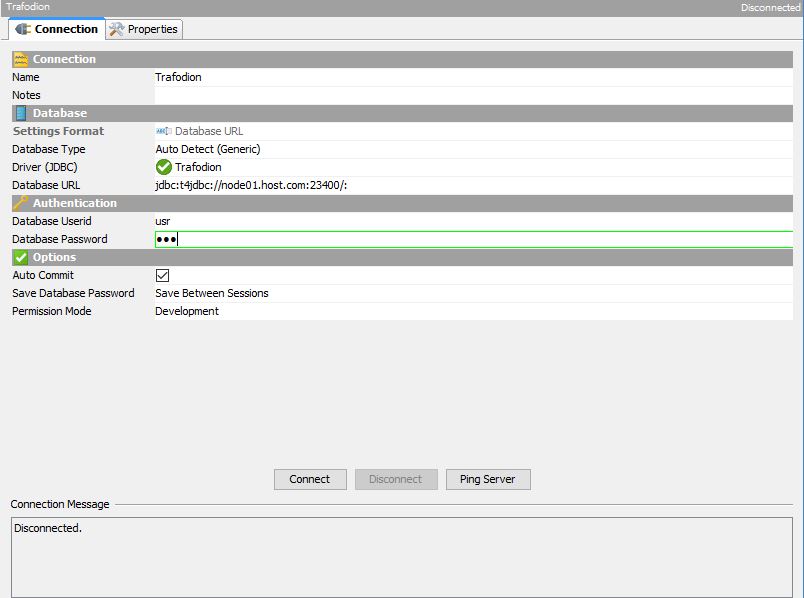 Trafodion Disconnected
Connection Properties
Connection
Name Trafodion
Notes
Database
Settings Format Database URL
Database Type Auto Detect (Generic)
Driver (JDBC) Trafodion
Database URL jdbc:t4jdbc://node01.host.com:23400/:
Authentication
Database Userid usr
Database Password •••
Options
Auto Commit
Save Database Password Save Between Sessions
Permission Mode Development
Connect Disconnect Ping Server
Connection Message
Disconnected.